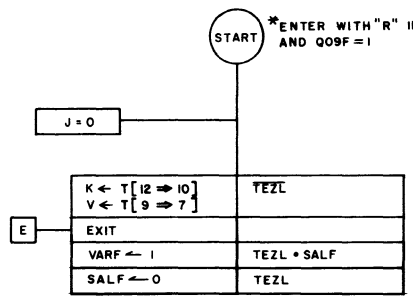 START
*ENTER WITH "R" I
AND Q09F = 1
J = 0
K ← T[12 ⇒ 10]
V ← T[9 ⇒ 7]
T̅E̅Z̅L̅
E
EXIT
VARF ← 1
TEZL • SALF
SALF ← 0
TEZL